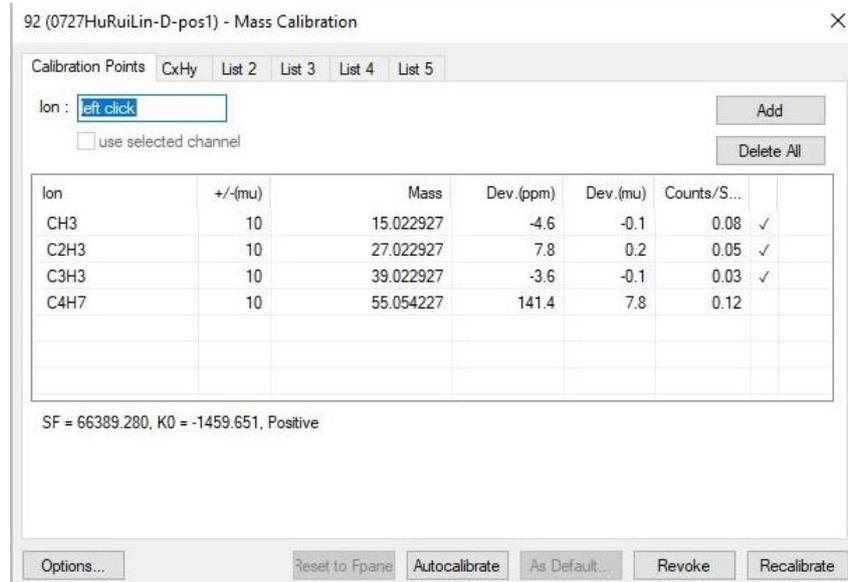 92 (0727HuRuiLin-D-pos1) - Mass Calibration
Calibration Points CxHy List 2 List 3 List 4 List 5
Ion : left click Add
use selected channel
Delete All
Ion +/-(mu) Mass Dev.(ppm) Dev.(mu) Counts/S...
CH3 10 15.022927 -4.6 -0.1 0.08 ✓
C2H3 10 27.022927 7.8 0.2 0.05 ✓
C3H3 10 39.022927 -3.6 -0.1 0.03 ✓
C4H7 10 55.054227 141.4 7.8 0.12
SF = 66389.280, K0 = -1459.651, Positive
Options... Reset to Fpane Autocalibrate As Default... Revoke Recalibrate